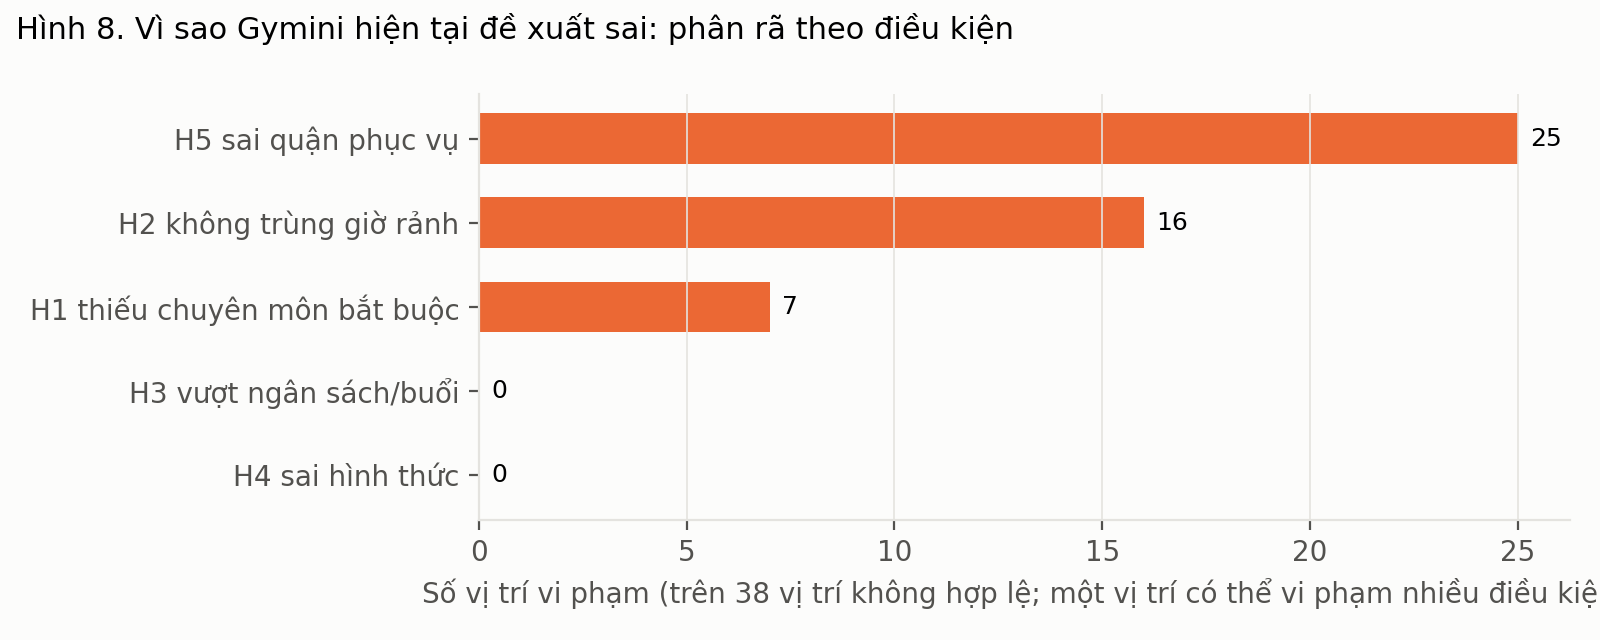 Hình 8. Vì sao Gymini hiện tại đề xuất sai: phân rã theo điều kiện
H5 sai quận phục vụ
25
H2 không trùng giờ rảnh
16
H1 thiếu chuyên môn bắt buộc
7
H3 vượt ngân sách/buổi
0
H4 sai hình thức
0
0 5 10 15 20 25
Số vị trí vi phạm (trên 38 vị trí không hợp lệ; một vị trí có thể vi phạm nhiều điều kiệ